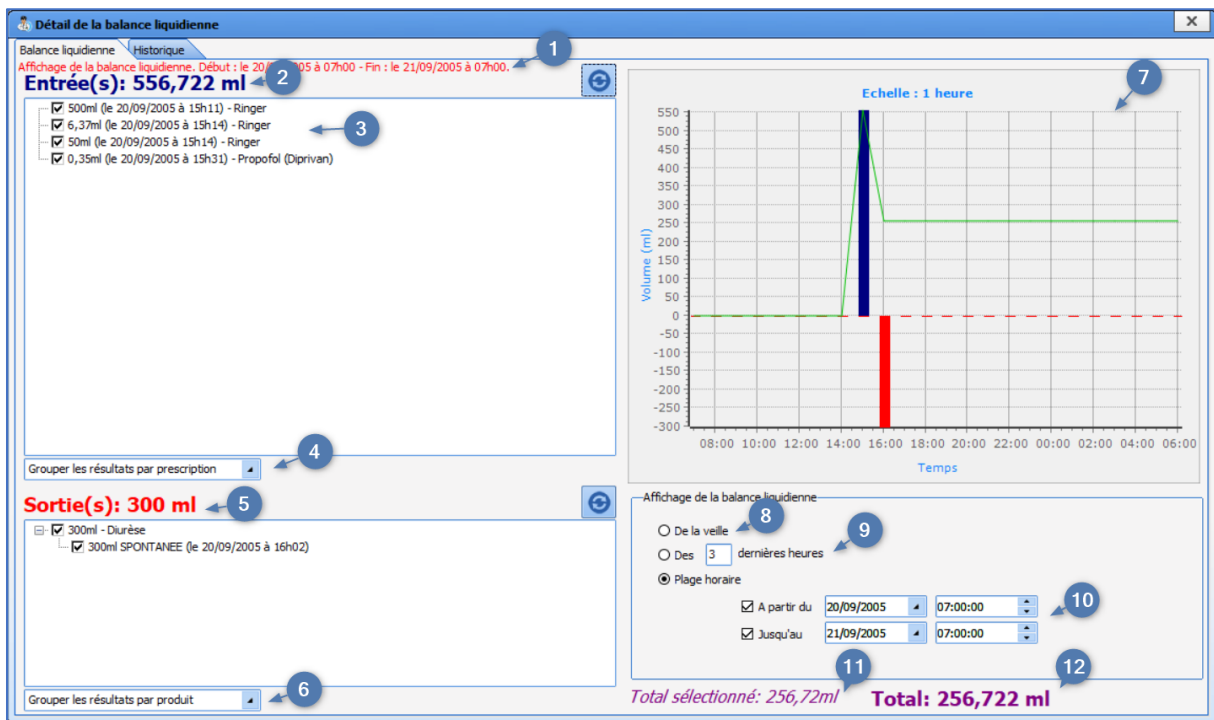 Détail de la balance liquidienne
X
Balance liquidienne
Historique
Affichage de la balance liquidienne. Début : le 20/09/2005 à 07h00 - Fin : le 21/09/2005 à 07h00.
1
Entrée(s): 556,722 ml
2
500ml (le 20/09/2005 à 15h11) - Ringer
6,37ml (le 20/09/2005 à 15h14) - Ringer
50ml (le 20/09/2005 à 15h14) - Ringer
0,35ml (le 20/09/2005 à 15h31) - Propofol (Diprivan)
3
Grouper les résultats par prescription
4
Sortie(s): 300 ml
5
300ml - Diurèse
300ml SPONTANEE (le 20/09/2005 à 16h02)
Grouper les résultats par produit
6
7
Echelle : 1 heure
Volume (ml)
550
500
450
400
350
300
250
200
150
100
50
0
-50
-100
-150
-200
-250
-300
08:00 10:00 12:00 14:00 16:00 18:00 20:00 22:00 00:00 02:00 04:00 06:00
Temps
Affichage de la balance liquidienne
De la veille
8
Des 3 dernières heures
9
Plage horaire
A partir du 20/09/2005 07:00:00
10
Jusqu'au 21/09/2005 07:00:00
11
12
Total sélectionné: 256,72ml
Total: 256,722 ml